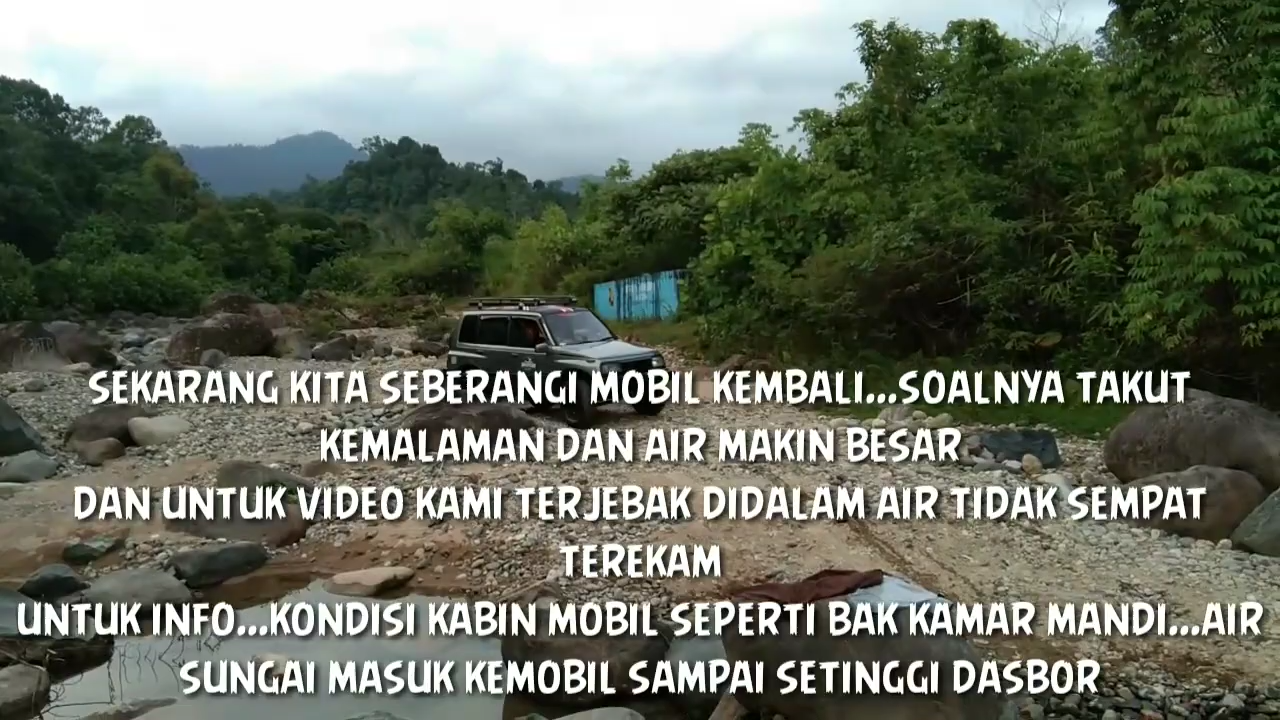 SEKARANG KITA SEBERANGI MOBIL KEMBALI...SOALNYA TAKUT
KEMALAMAN DAN AIR MAKIN BESAR
DAN UNTUK VIDEO KAMI TERJEBAK DIDALAM AIR TIDAK SEMPAT
TEREKAM
UNTUK INFO...KONDISI KABIN MOBIL SEPERTI BAK KAMAR MANDI...AIR
SUNGAI MASUK KEMOBIL SAMPAI SETINGGI DASBOR